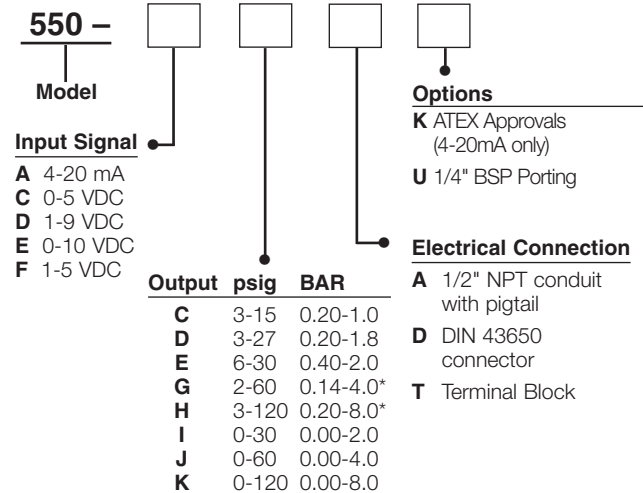 550 –
Model
Input Signal
A 4-20 mA
C 0-5 VDC
D 1-9 VDC
E 0-10 VDC
F 1-5 VDC
Output psig BAR
C 3-15 0.20-1.0
D 3-27 0.20-1.8
E 6-30 0.40-2.0
G 2-60 0.14-4.0*
H 3-120 0.20-8.0*
I 0-30 0.00-2.0
J 0-60 0.00-4.0
K 0-120 0.00-8.0
Options
K ATEX Approvals
(4-20mA only)
U 1/4" BSP Porting
Electrical Connection
A 1/2" NPT conduit
with pigtail
D DIN 43650
connector
T Terminal Block